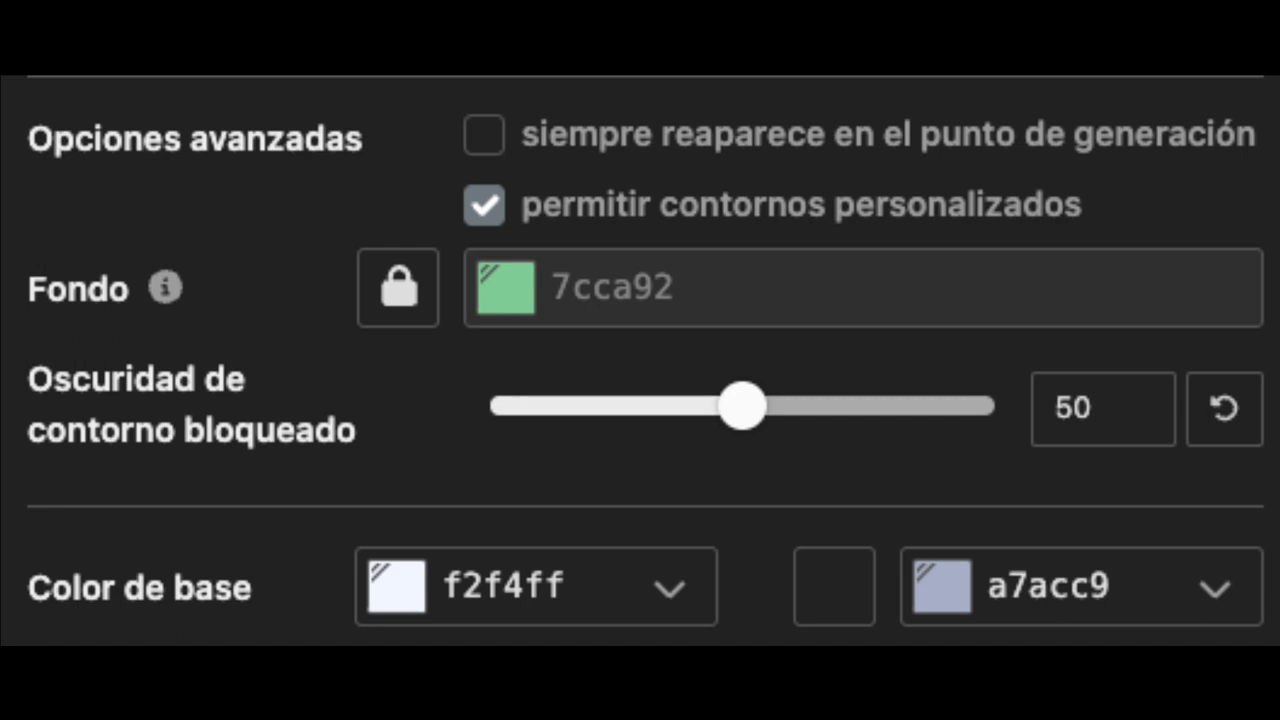 Opciones avanzadas
siempre reaparece en el punto de generación
permitir contornos personalizados
Fondo
7cca92
Oscuridad de
contorno bloqueado
50
Color de base
f2f4ff
a7acc9